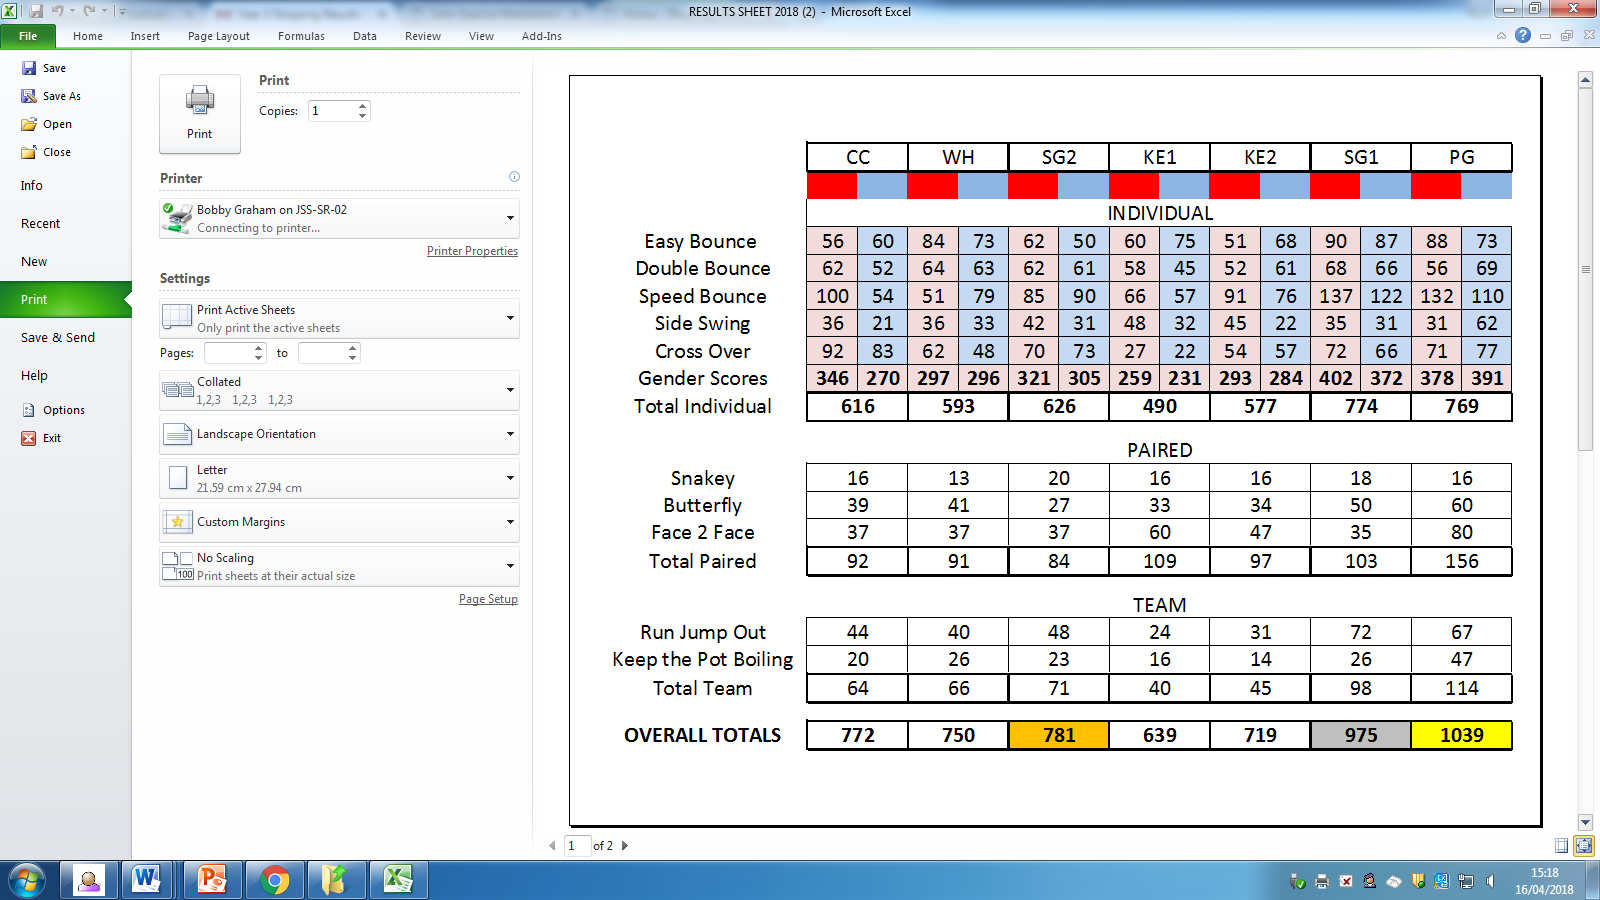 RESULTS SHEET 2018 (2) - Microsoft Excel
File Home Insert Page Layout Formulas Data Review View Add-Ins
Save
Save As
Open
Close
Info
Recent
New
Print
Save & Send
Help
Options
Exit
Print
Print
Copies: 1
Printer
Bobby Graham on JSS-SR-02
Connecting to printer...
Printer Properties
Settings
Print Active Sheets
Only print the active sheets
Pages: to
Collated
1,2,3 1,2,3 1,2,3
Landscape Orientation
Letter
21.59 cm x 27.94 cm
Custom Margins
No Scaling
100 Print sheets at their actual size
Page Setup
CC WH SG2 KE1 KE2 SG1 PG
INDIVIDUAL
Easy Bounce 56 60 84 73 62 50 60 75 51 68 90 87 88 73
Double Bounce 62 52 64 63 62 61 58 45 52 61 68 66 56 69
Speed Bounce 100 54 51 79 85 90 66 57 91 76 137 122 132 110
Side Swing 36 21 36 33 42 31 48 32 45 22 35 31 31 62
Cross Over 92 83 62 48 70 73 27 22 54 57 72 66 71 77
Gender Scores 346 270 297 296 321 305 259 231 293 284 402 372 378 391
Total Individual 616 593 626 490 577 774 769
PAIRED
Snakey 16 13 20 16 16 18 16
Butterfly 39 41 27 33 34 50 60
Face 2 Face 37 37 37 60 47 35 80
Total Paired 92 91 84 109 97 103 156
TEAM
Run Jump Out 44 40 48 24 31 72 67
Keep the Pot Boiling 20 26 23 16 14 26 47
Total Team 64 66 71 40 45 98 114
OVERALL TOTALS 772 750 781 639 719 975 1039
1 of 2
15:18
16/04/2018